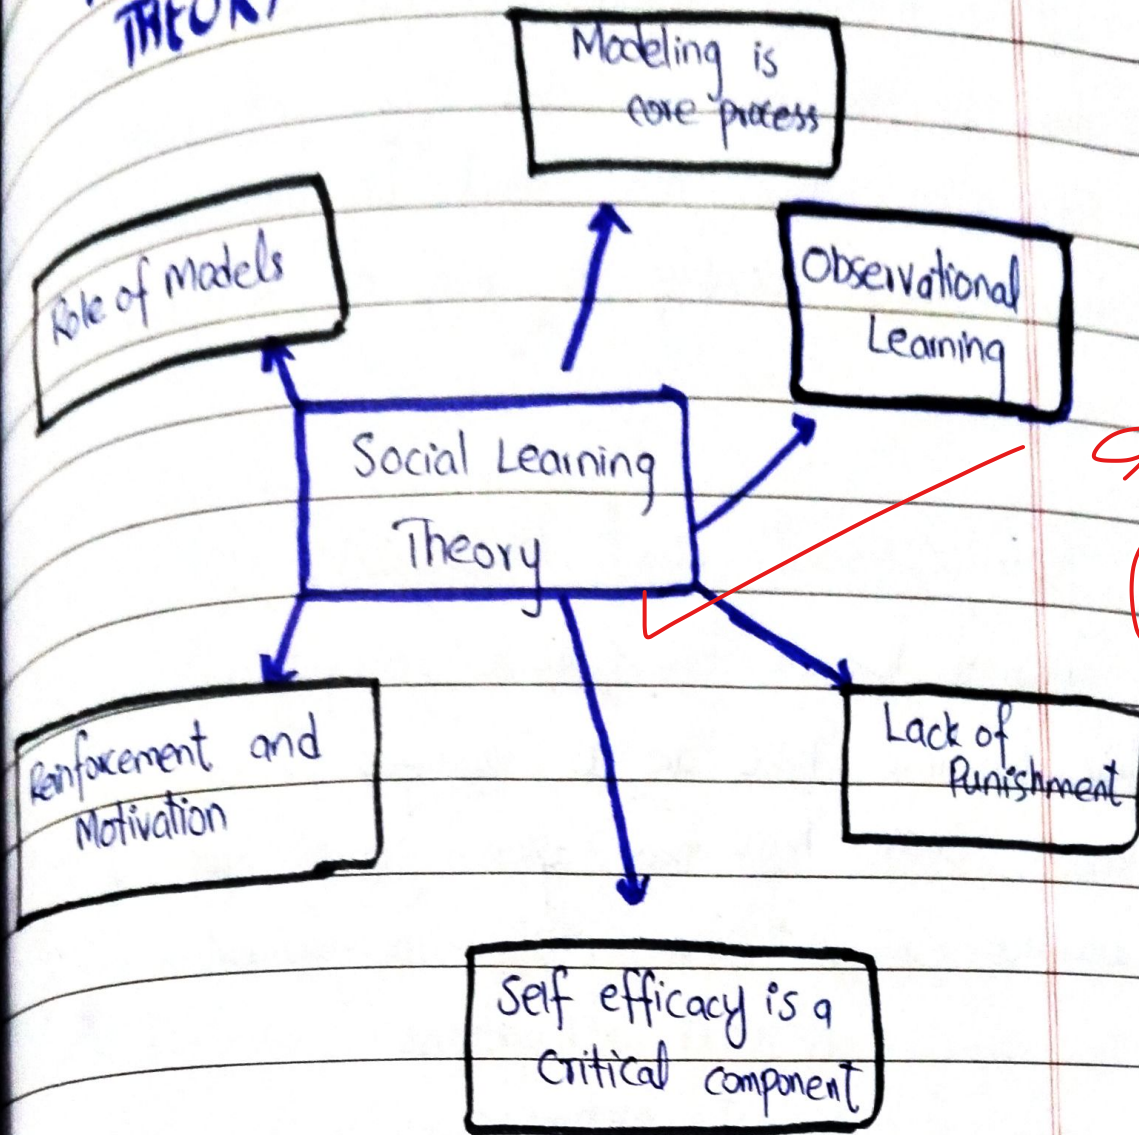 THEORY
Modeling is
core process
Role of Models
Observational
Learning
Social Learning
Theory
Reinforcement and
Motivation
Lack of
Punishment
Self efficacy is a
critical component